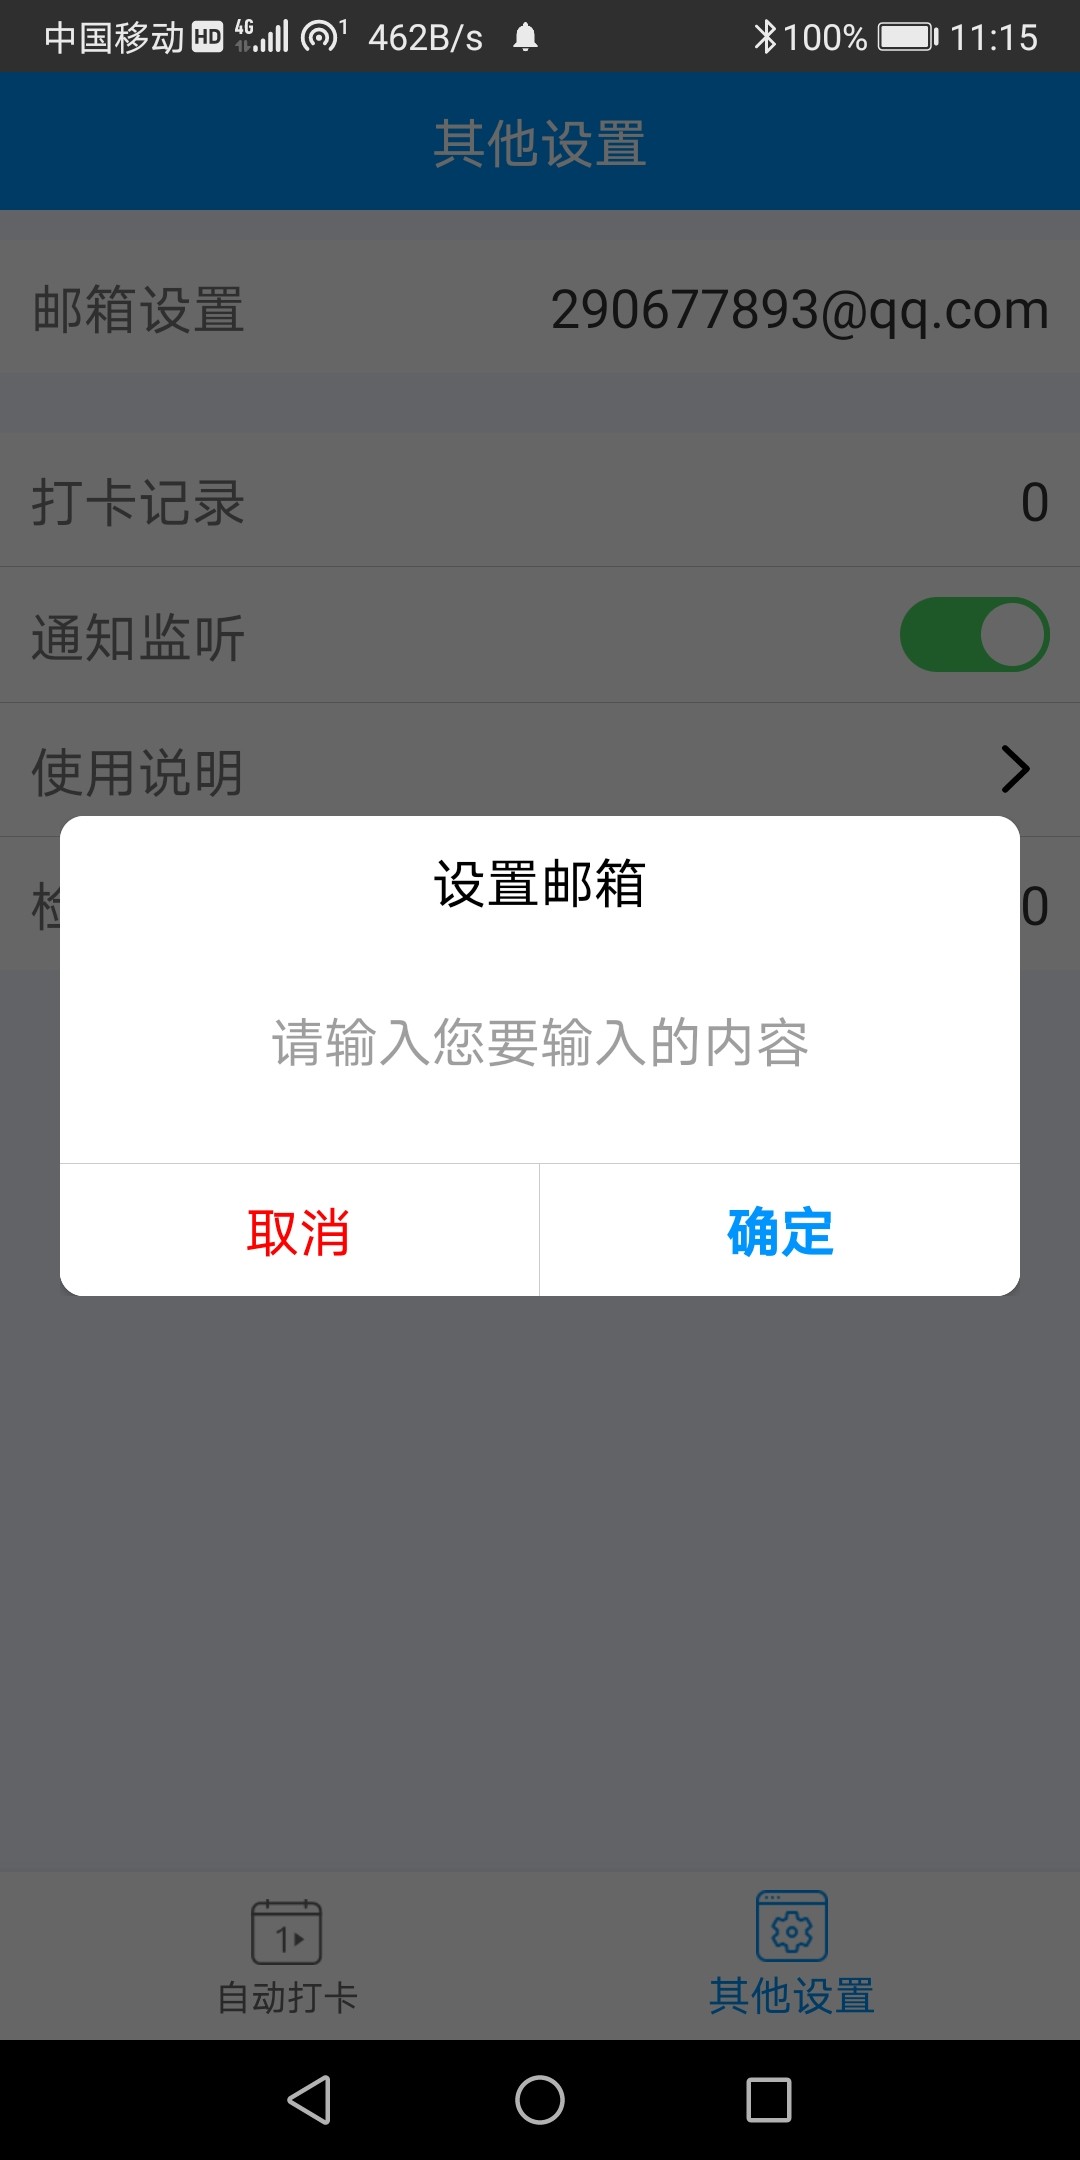 中国移动 HD 4G 1 462B/s 100% 11:15
其他设置
邮箱设置 290677893@qq.com
打卡记录 0
通知监听
使用说明
0
设置邮箱
请输入您要输入的内容
取消 确定
1
自动打卡 其他设置